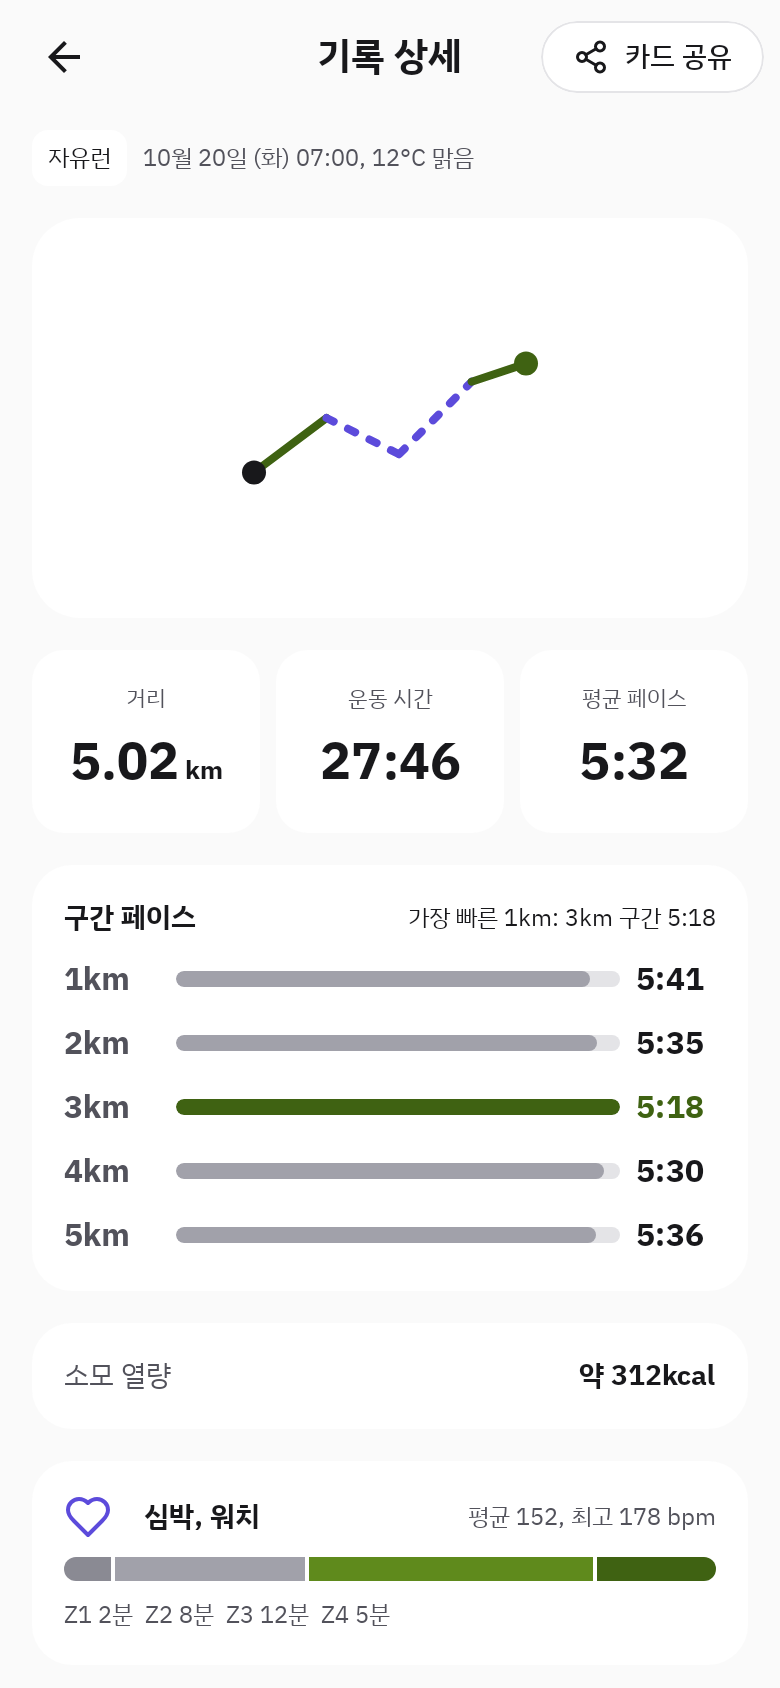 기록 상세
카드 공유
자유런 10월 20일 (화) 07:00, 12°C 맑음
거리
5.02 km
운동 시간
27:46
평균 페이스
5:32
구간 페이스 가장 빠른 1km: 3km 구간 5:18
1km 5:41
2km 5:35
3km 5:18
4km 5:30
5km 5:36
소모 열량 약 312kcal
심박, 워치 평균 152, 최고 178 bpm
Z1 2분 Z2 8분 Z3 12분 Z4 5분